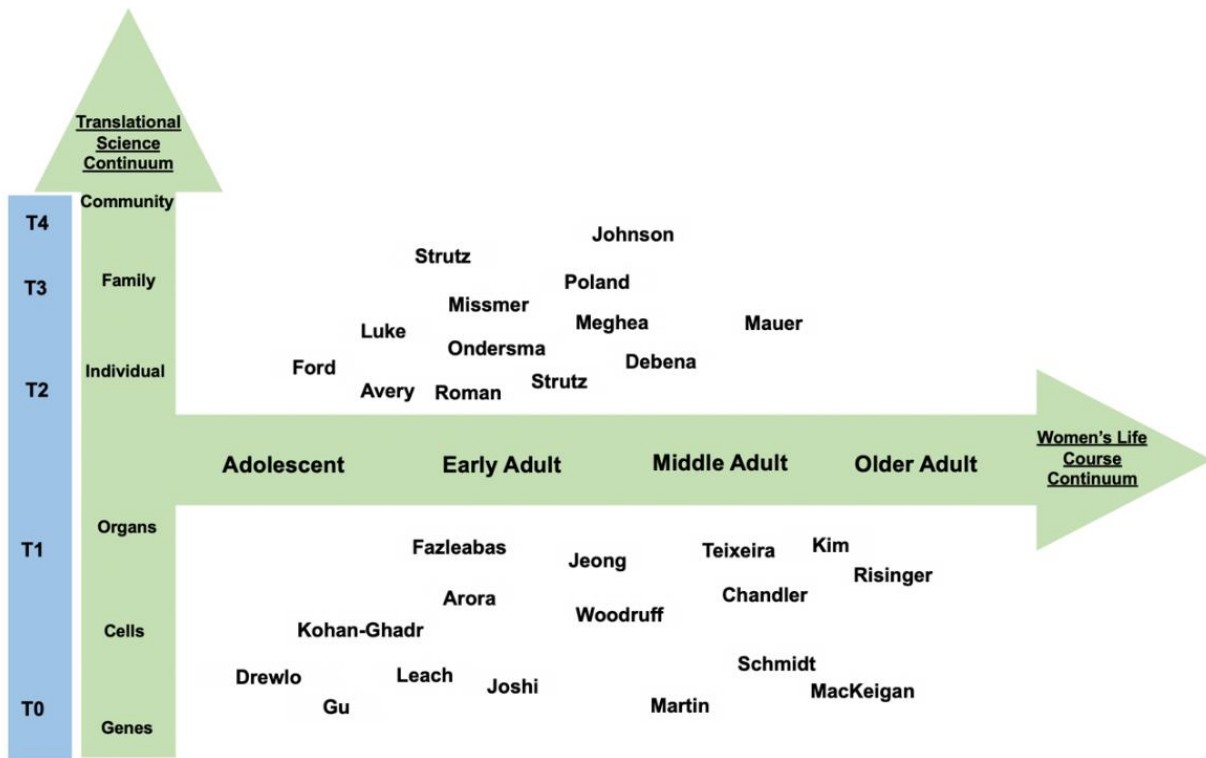 Translational
Science
Continuum
Community
T4
Johnson
Strutz
Family
T3
Poland
Missmer
Meghea
Mauer
Luke
Ondersma
Debena
Ford
Individual
Strutz
T2
Avery
Roman
Women's Life
Course
Continuum
Adolescent
Early Adult
Middle Adult
Older Adult
Organs
T1
Fazleabas
Jeong
Teixeira
Kim
Risinger
Arora
Chandler
Woodruff
Cells
Kohan-Ghadr
Schmidt
Drewlo
Leach
Joshi
MacKeigan
T0
Gu
Martin
Genes